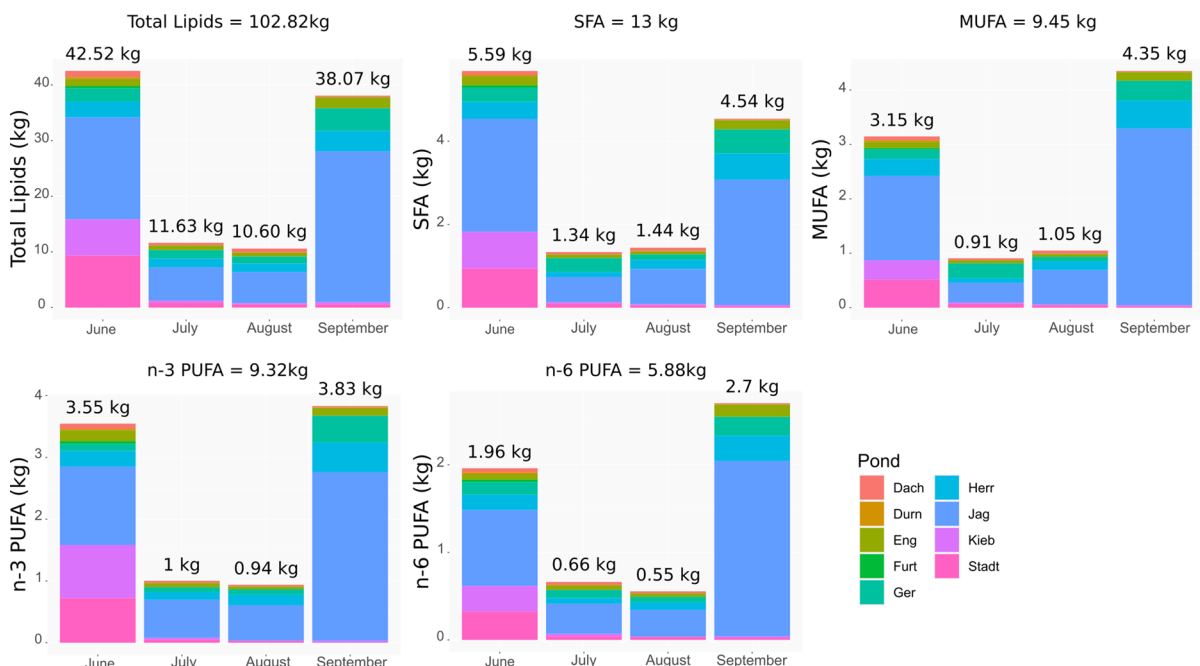 Total Lipids = 102.82kg
SFA = 13 kg
MUFA = 9.45 kg
Total Lipids (kg)
40
30
20
10
0
42.52 kg
11.63 kg
10.60 kg
38.07 kg
June
July
August
September
SFA (kg)
4
2
0
5.59 kg
1.34 kg
1.44 kg
4.54 kg
June
July
August
September
MUFA (kg)
4
3
2
1
0
3.15 kg
0.91 kg
1.05 kg
4.35 kg
June
July
August
September
n-3 PUFA = 9.32kg
n-6 PUFA = 5.88kg
n-3 PUFA (kg)
4
3
2
1
0
3.55 kg
1 kg
0.94 kg
3.83 kg
June
July
August
September
n-6 PUFA (kg)
2
1
0
1.96 kg
0.66 kg
0.55 kg
2.7 kg
June
July
August
September
Pond
Dach
Durn
Eng
Furt
Ger
Herr
Jag
Kieb
Stadt